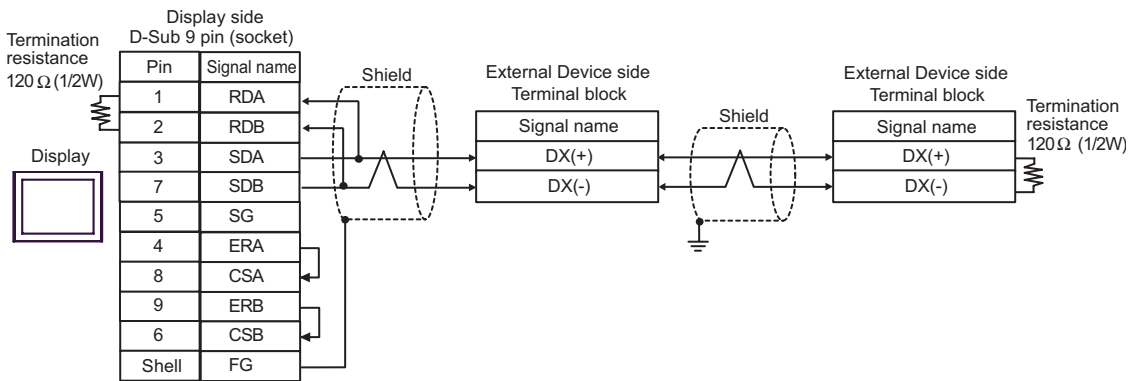 Display side
D-Sub 9 pin (socket)
Termination
resistance
120 Ω (1/2W)
Pin Signal name
1 RDA
2 RDB
3 SDA
7 SDB
5 SG
4 ERA
8 CSA
9 ERB
6 CSB
Shell FG
Display
Shield
External Device side
Terminal block
Signal name
DX(+)
DX(-)
Shield
External Device side
Terminal block
Signal name
DX(+)
DX(-)
Termination
resistance
120Ω (1/2W)